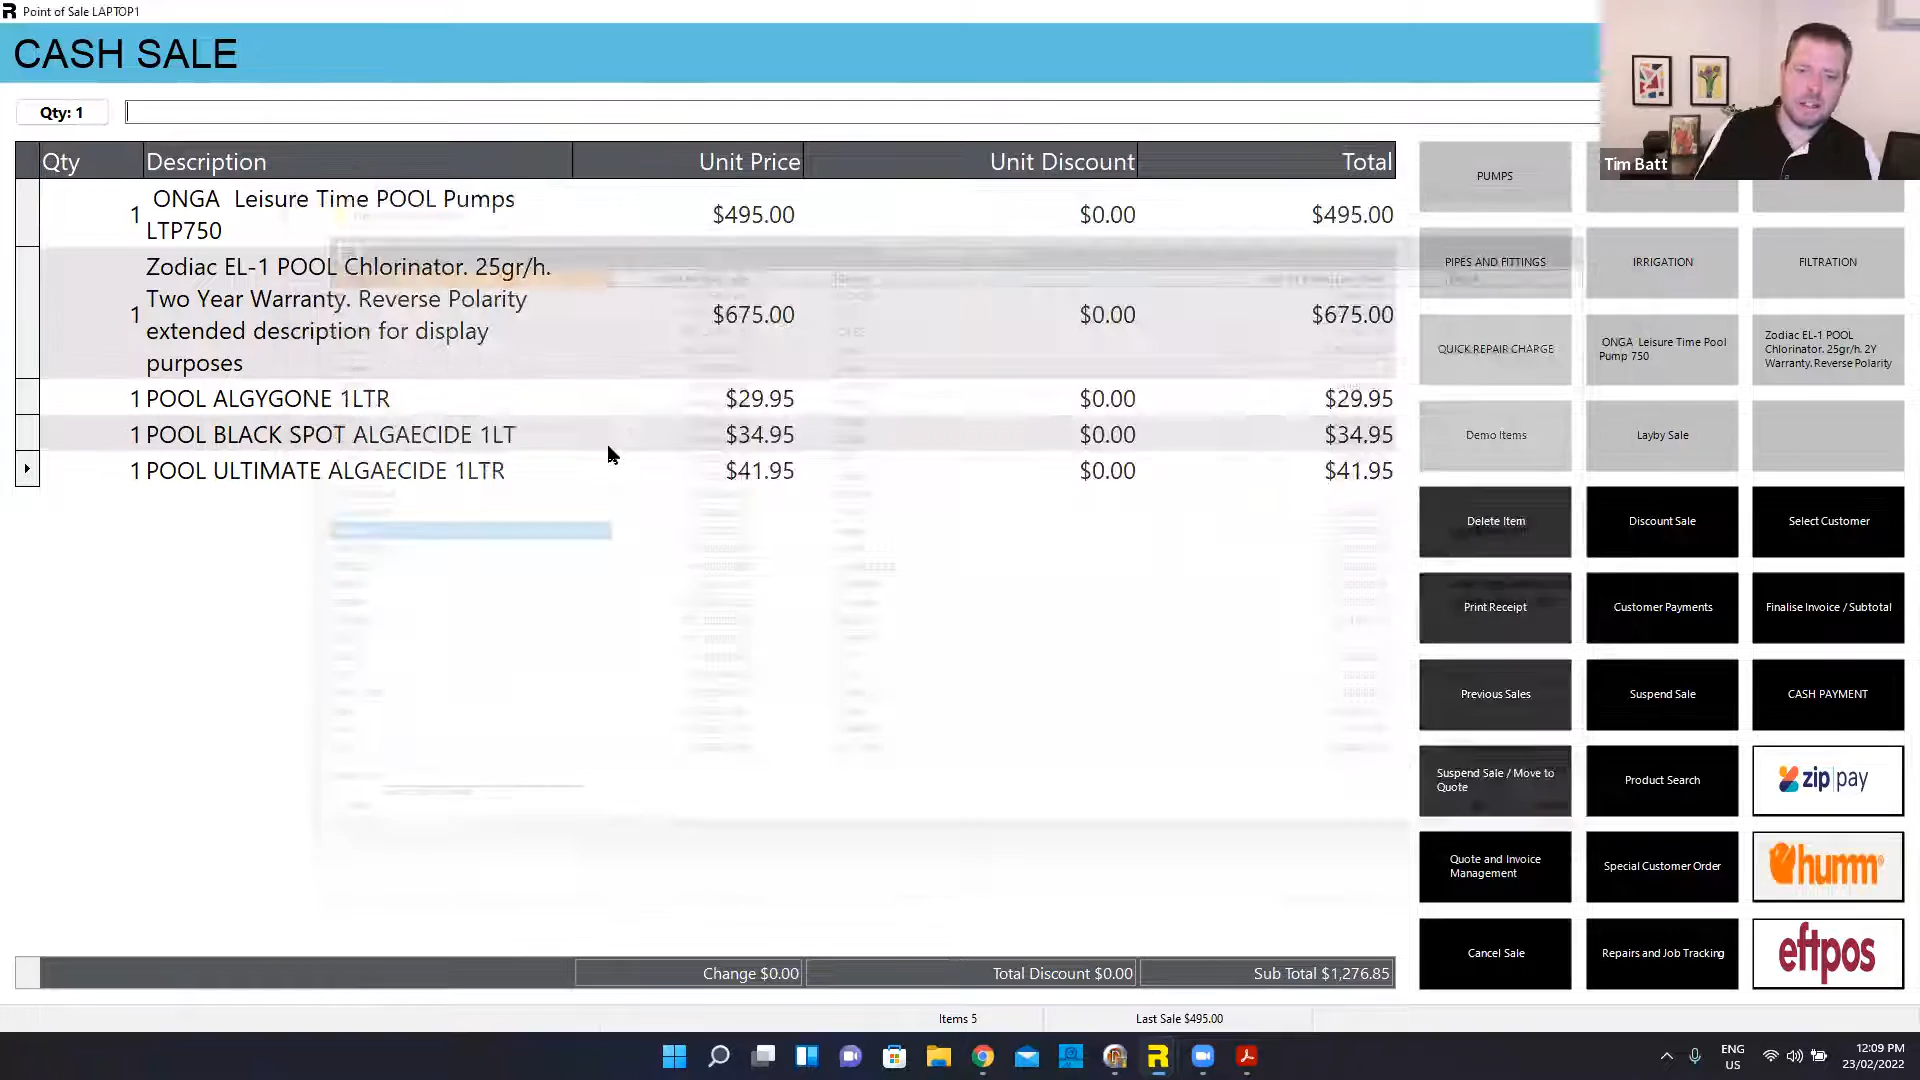 Point of Sale LAPTOP1
CASH SALE
Qty: 1
Tim Batt
Qty Description Unit Price Unit Discount Total
1 ONGA Leisure Time POOL Pumps
LTP750 $495.00 $0.00 $495.00
1 Zodiac EL-1 POOL Chlorinator. 25gr/h.
Two Year Warranty. Reverse Polarity
extended description for display
purposes $675.00 $0.00 $675.00
1 POOL ALGYGONE 1LTR $29.95 $0.00 $29.95
1 POOL BLACK SPOT ALGAECIDE 1LT $34.95 $0.00 $34.95
1 POOL ULTIMATE ALGAECIDE 1LTR $41.95 $0.00 $41.95
PUMPS
PIPES AND FITTINGS
IRRIGATION
FILTRATION
QUICK REPAIR CHARGE
ONGA Leisure Time Pool
Pump 750
Zodiac EL-1 POOL
Chlorinator. 25gr/h. 2Y
Warranty. Reverse Polarity
Demo Items
Layby Sale
Delete Item
Discount Sale
Select Customer
Print Receipt
Customer Payments
Finalise Invoice / Subtotal
Previous Sales
Suspend Sale
CASH PAYMENT
Suspend Sale / Move to
Quote
Product Search
zip pay
Quote and Invoice
Management
Special Customer Order
humm
Cancel Sale
Repairs and Job Tracking
eftpos
Change $0.00 Total Discount $0.00 Sub Total $1,276.85
Items 5 Last Sale $495.00
ENG
US
12:09 PM
23/02/2022